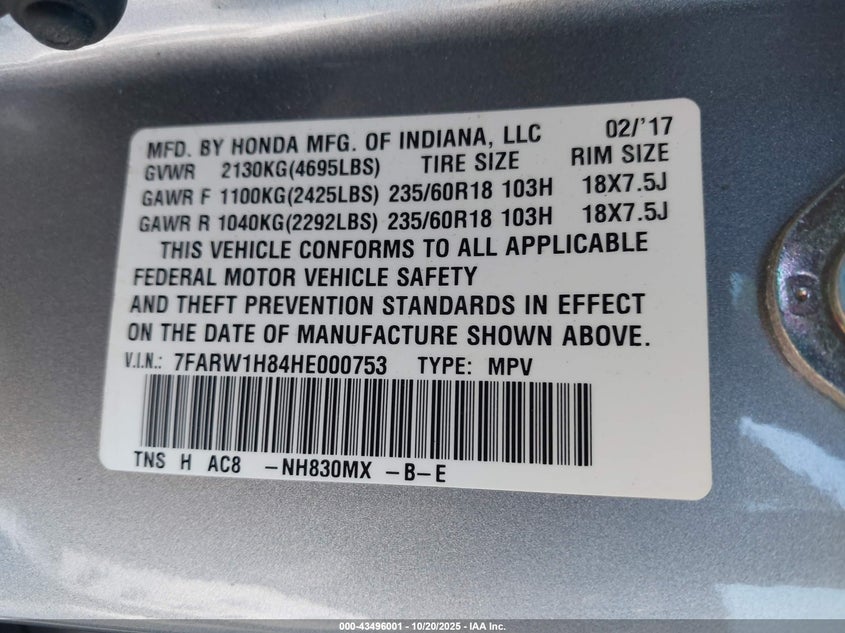 MFD. BY HONDA MFG. OF INDIANA, LLC 02/'17
GVWR 2130KG(4695LBS) TIRE SIZE RIM SIZE
GAWR F 1100KG(2425LBS) 235/60R18 103H 18X7.5J
GAWR R 1040KG(2292LBS) 235/60R18 103H 18X7.5J
THIS VEHICLE CONFORMS TO ALL APPLICABLE
FEDERAL MOTOR VEHICLE SAFETY
AND THEFT PREVENTION STANDARDS IN EFFECT
ON THE DATE OF MANUFACTURE SHOWN ABOVE.
V.I.N.: 7FARW1H84HE000753 TYPE: MPV
TNS H AC8 -NH830MX -B-E
000-43496001 - 10/20/2025 - IAA Inc.